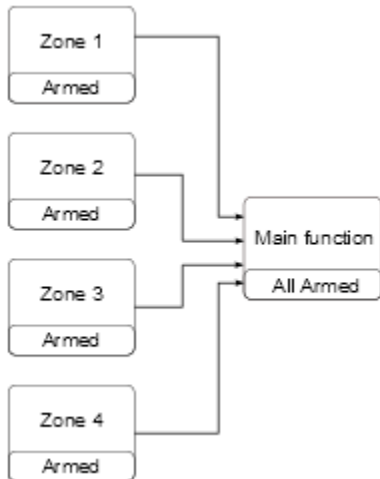 Zone 1
Armed
Zone 2
Armed
Main function
All Armed
Zone 3
Armed
Zone 4
Armed